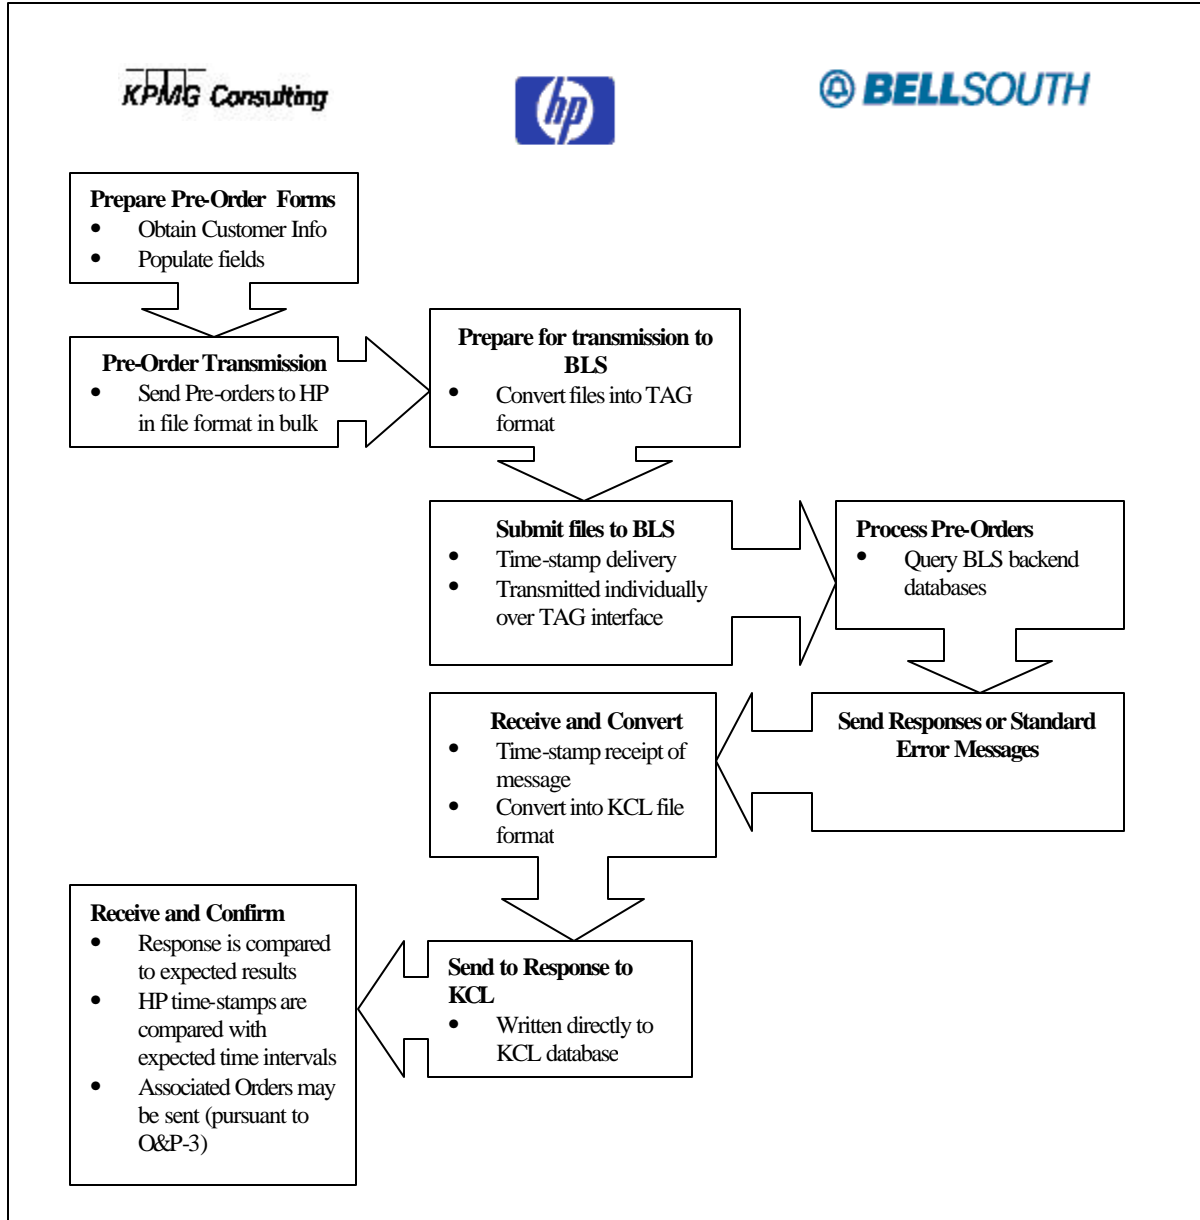 KPMG Consulting
hp
BELLSOUTH
Prepare Pre-Order Forms
• Obtain Customer Info
• Populate fields
Pre-Order Transmission
• Send Pre-orders to HP
in file format in bulk
Prepare for transmission to
BLS
• Convert files into TAG
format
Submit files to BLS
• Time-stamp delivery
• Transmitted individually
over TAG interface
Process Pre-Orders
• Query BLS backend
databases
Send Responses or Standard
Error Messages
Receive and Convert
• Time-stamp receipt of
message
• Convert into KCL file
format
Send to Response to
KCL
• Written directly to
KCL database
Receive and Confirm
• Response is compared
to expected results
• HP time-stamps are
compared with
expected time intervals
• Associated Orders may
be sent (pursuant to
O&P-3)